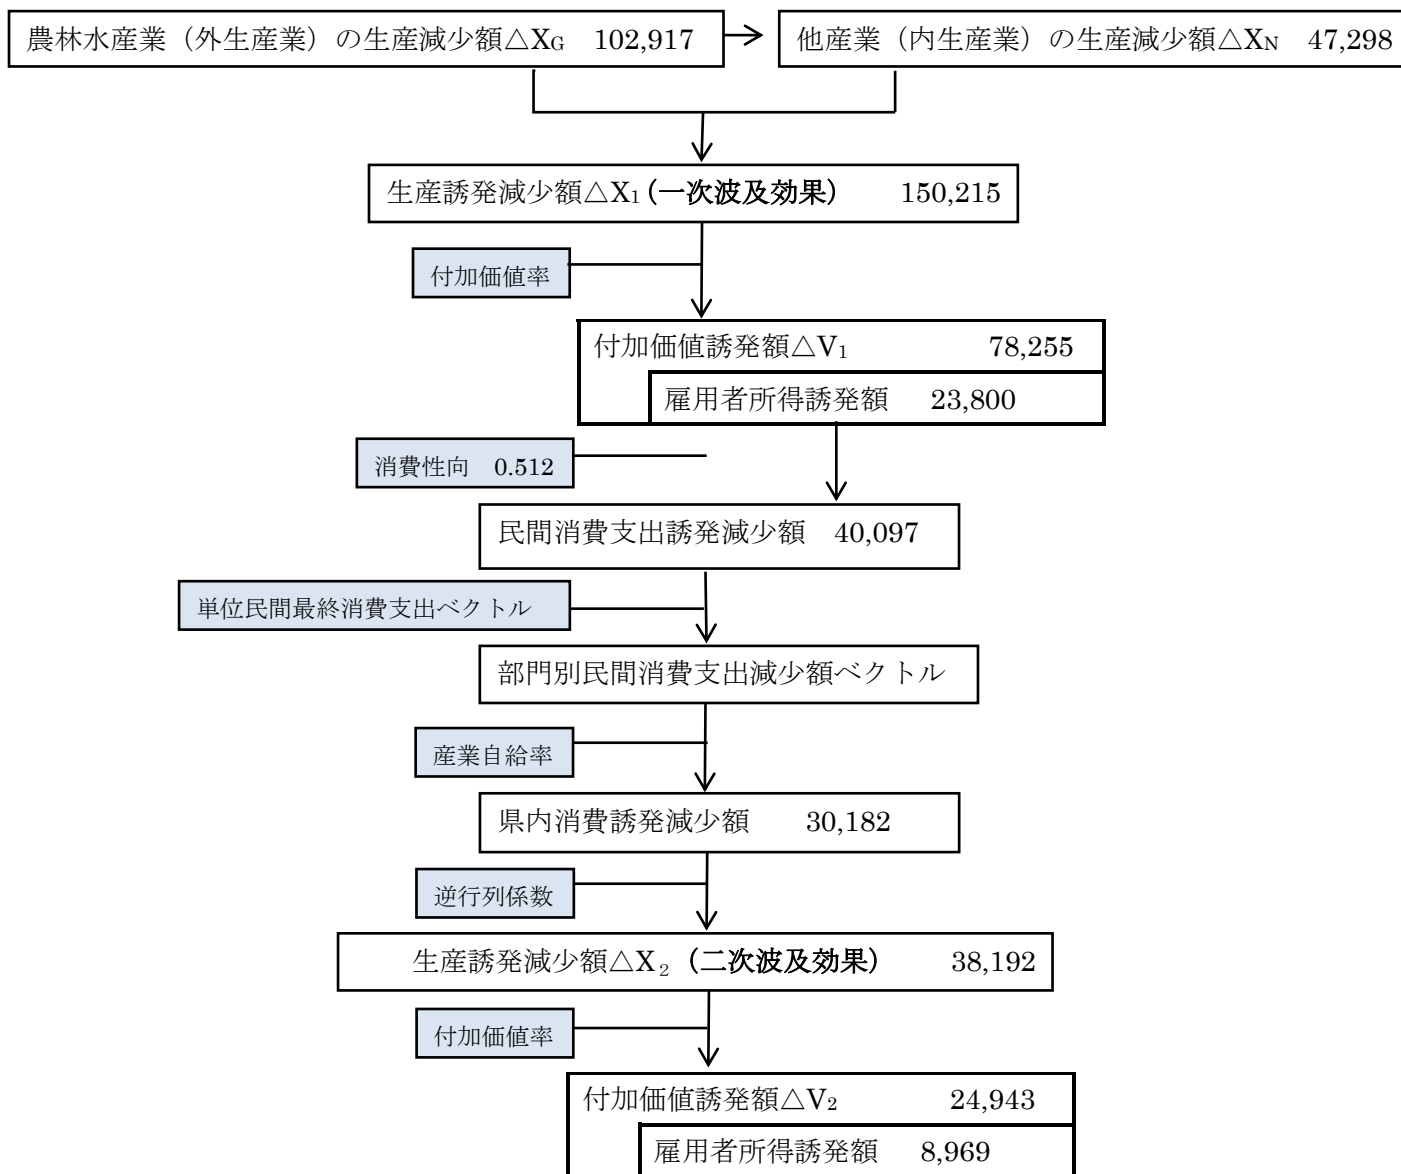 農林水産業（外生産業）の生産減少額△XG　102,917
他産業（内生産業）の生産減少額△XN　47,298
生産誘発減少額△X1（一次波及効果）　150,215
付加価値率
付加価値誘発額△V1　78,255
雇用者所得誘発額　23,800
消費性向　0.512
民間消費支出誘発減少額　40,097
単位民間最終消費支出ベクトル
部門別民間消費支出減少額ベクトル
産業自給率
県内消費誘発減少額　30,182
逆行列係数
生産誘発減少額△X２（二次波及効果）　38,192
付加価値率
付加価値誘発額△V2　24,943
雇用者所得誘発額　8,969